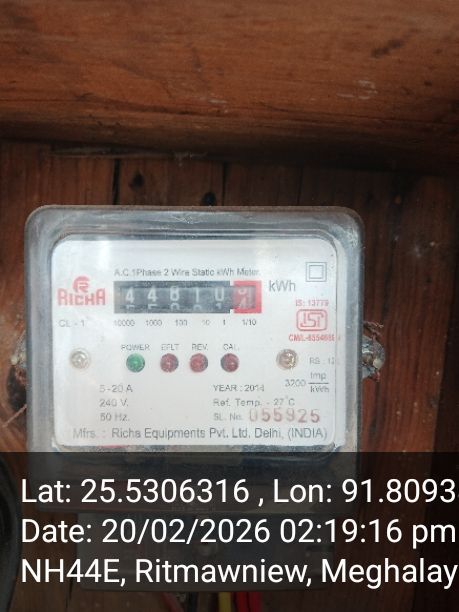 A.C.1Phase 2 Wire Static kWh Meter.
kWh
RICHA
IS: 13779
44810
CL - 1
10000 1000 100 10 1 1/10
ISI
POWER EFLT REV. CAL.
5 - 20 A
YEARː 2014
3200 Imp/kWh
240 V.
Ref. Temp. - 27°C
50 Hz.
SL. No. 055925
Mfrs. : Richa Equipments Pvt. Ltd. Delhi, (INDIA)
Lat: 25.5306316 , Lon: 91.8093
Date: 20/02/2026 02:19:16 pm
NH44E, Ritmawniew, Meghalay